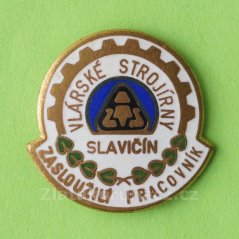 VLÁRSKÉ STROJÍRNY
SLAVIČÍN
ZASLOUŽILÝ PRACOVNÍK